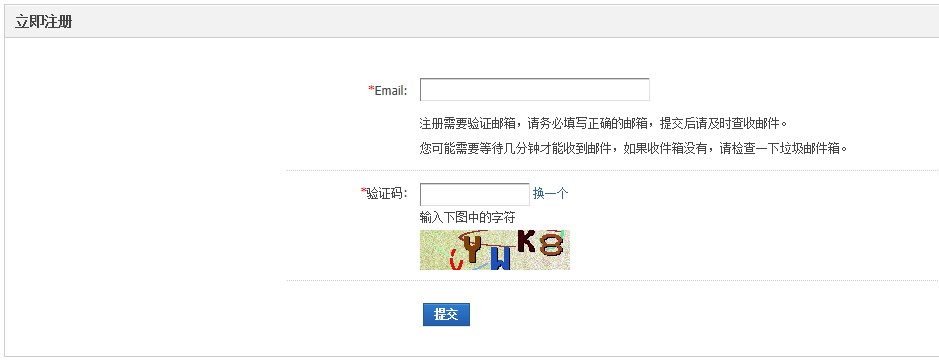 立即注册
*Email:
注册需要验证邮箱，请务必填写正确的邮箱，提交后请及时查收邮件。
您可能需要等待几分钟才能收到邮件，如果收件箱没有，请检查一下垃圾邮件箱。
*验证码: 换一个
输入下图中的字符
YWK8
提交